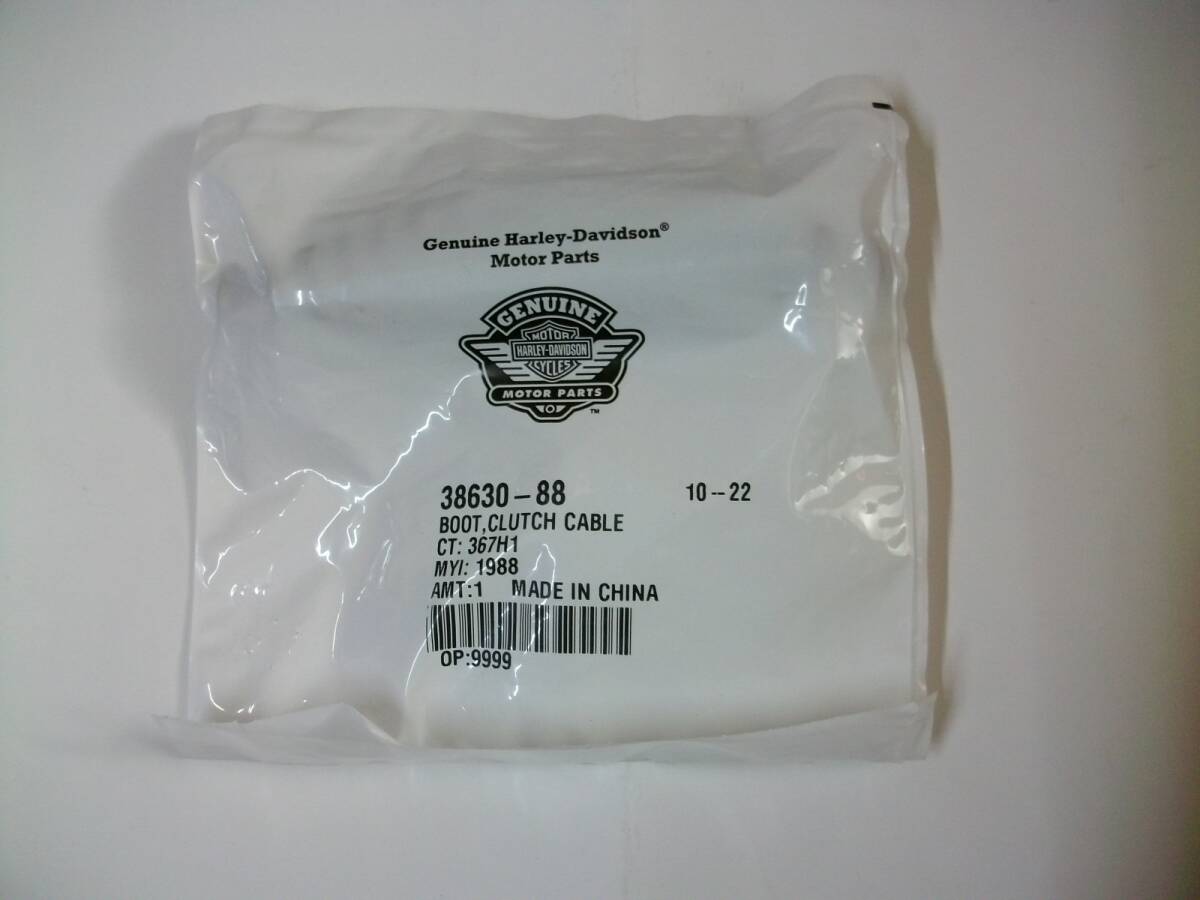 Genuine Harley-Davidson®
Motor Parts
GENUINE
MOTOR
HARLEY-DAVIDSON
CYCLES
MOTOR PARTS
™
38630-88 10--22
BOOT,CLUTCH CABLE
CT: 367H1
MYI: 1988
AMT:1 MADE IN CHINA
OP:9999